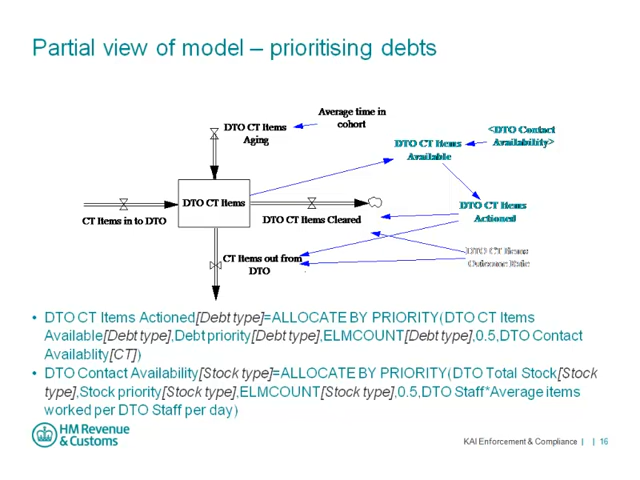 Partial view of model – prioritising debts
Average time in
cohort
DTO CT Items
Aging
<DTO Contact
Availability>
DTO CT Items
Available
DTO CT Items
DTO CT Items
Actioned
CT Items in to DTO
DTO CT Items Cleared
CT Items out from
DTO
DTO CT Items
Outcome Ratio
• DTO CT Items Actioned[Debt type]=ALLOCATE BY PRIORITY(DTO CT Items
Available[Debt type],Debt priority[Debt type],ELMCOUNT[Debt type],0.5,DTO Contact
Availablity[CT])
• DTO Contact Availability[Stock type]=ALLOCATE BY PRIORITY(DTO Total Stock[Stock
type],Stock priority[Stock type],ELMCOUNT[Stock type],0.5,DTO Staff*Average items
worked per DTO Staff per day)
HM Revenue
& Customs
KAI Enforcement & Compliance | | 16